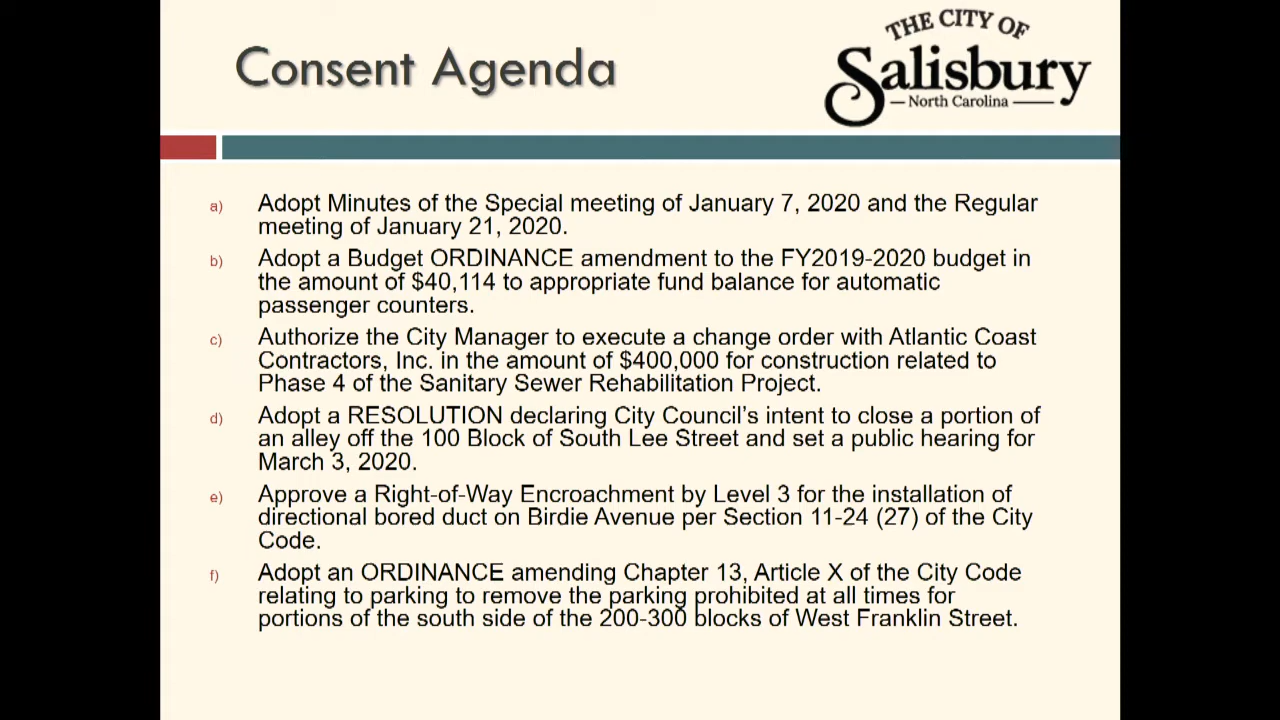 Consent Agenda
THE CITY OF
Salisbury
North Carolina
a) Adopt Minutes of the Special meeting of January 7, 2020 and the Regular
meeting of January 21, 2020.
b) Adopt a Budget ORDINANCE amendment to the FY2019-2020 budget in
the amount of $40,114 to appropriate fund balance for automatic
passenger counters.
c) Authorize the City Manager to execute a change order with Atlantic Coast
Contractors, Inc. in the amount of $400,000 for construction related to
Phase 4 of the Sanitary Sewer Rehabilitation Project.
d) Adopt a RESOLUTION declaring City Council’s intent to close a portion of
an alley off the 100 Block of South Lee Street and set a public hearing for
March 3, 2020.
e) Approve a Right-of-Way Encroachment by Level 3 for the installation of
directional bored duct on Birdie Avenue per Section 11-24 (27) of the City
Code.
f) Adopt an ORDINANCE amending Chapter 13, Article X of the City Code
relating to parking to remove the parking prohibited at all times for
portions of the south side of the 200-300 blocks of West Franklin Street.